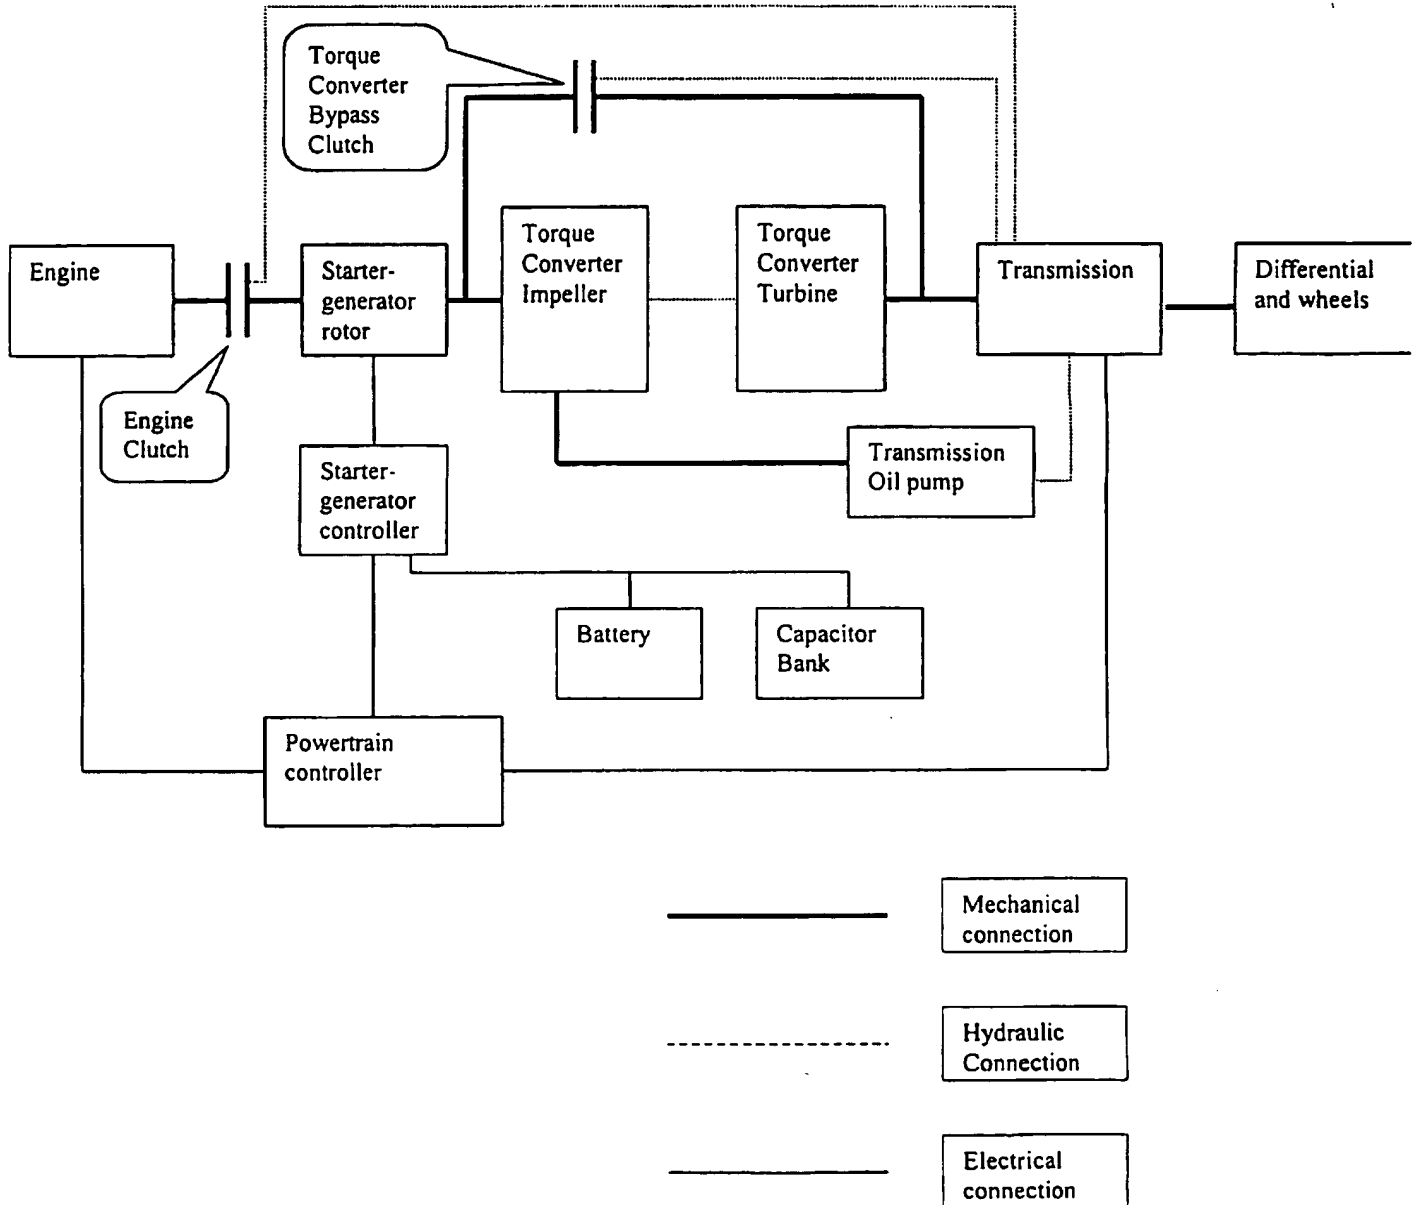 Torque
Converter
Bypass
Clutch
Engine
Starter-
generator
rotor
Torque
Converter
Impeller
Torque
Converter
Turbine
Transmission
Differential
and wheels
Engine
Clutch
Starter-
generator
controller
Transmission
Oil pump
Battery
Capacitor
Bank
Powertrain
controller
Mechanical
connection
Hydraulic
Connection
Electrical
connection